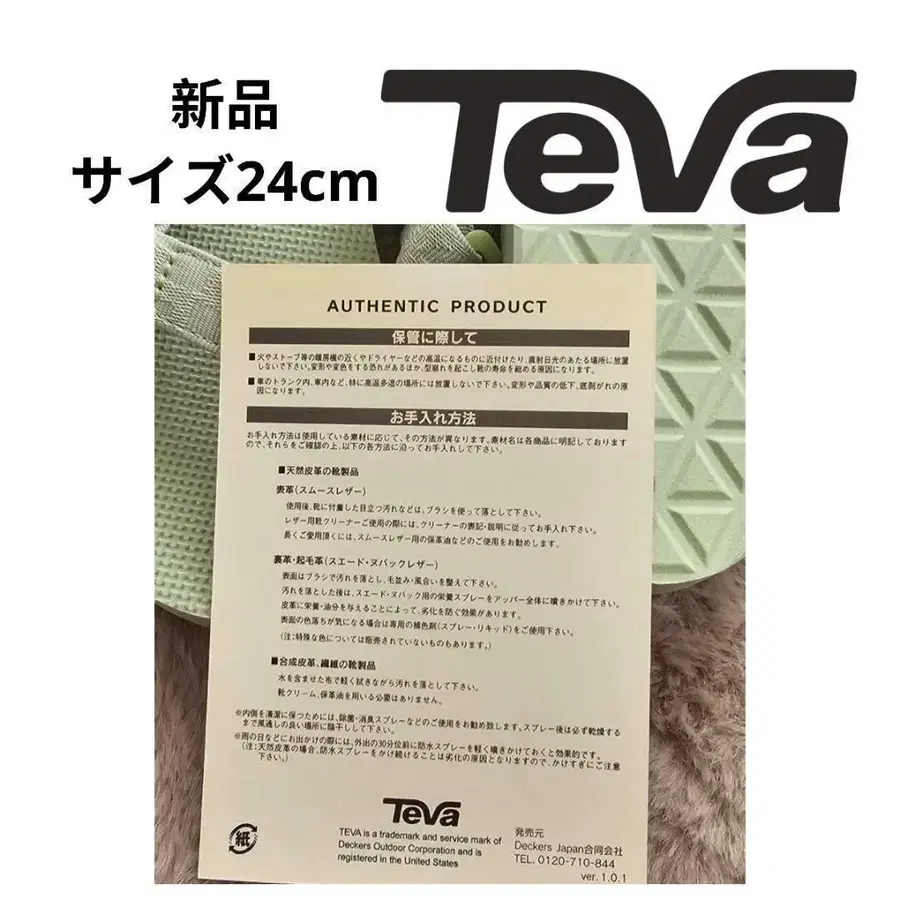 新品
サイズ24cm
Teva
AUTHENTIC PRODUCT
保管に際して
■火やストーブ等の暖房機の近くやドライヤーなどの高温になるものに近付けたり、直射日光のあたる場所に放置
しないで下さい。変形や変色をする恐れがあるほか、型崩れを起こし靴の寿命を縮める原因になります。
■車のトランク内、車内など、特に高温多湿の場所には放置しないで下さい。変形や品質の低下、底剥がれの原
因になります。
お手入れ方法
お手入れ方法は使用している素材に応じて、その方法が異なります。素材名は各商品に明記しております
ので、それらをご確認の上、以下の各方法に沿ってお手入れして下さい。
■天然皮革の靴製品
表革(スムースレザー)
使用後、靴に付着した目立つ汚れなどは、ブラシを使って落として下さい。
レザー用靴クリーナーご使用の際には、クリーナーの表記・説明に従ってお手入れ下さい。
長くご愛用頂くには、スムースレザー用の保革油などのご使用をお勧めします。
裏革・起毛革(スエード・ヌバックレザー)
表面はブラシで汚れを落とし、毛並み・風合いを整えて下さい。
汚れを落とした後は、スエード・ヌバック用の栄養スプレーをアッパー全体に噴きかけて下さい。
皮革に栄養・油分を与えることによって、劣化を防ぐ効果があります。
表面の色落ちが気になる場合は専用の補色剤(スプレー・リキッド)をご使用下さい。
(注:特殊な色については販売されていないものもあります。)
■合成皮革、繊維の靴製品
水を含ませた布で軽く拭きながら汚れを落として下さい。
靴クリーム、保革油を用いる必要はありません。
※内側を清潔に保つためには、除菌・消臭スプレーなどのご使用をお勧め致します。スプレー後は必ず乾燥する
まで風通しの良い場所に陰干しして下さい。
※雨の日などにお出かけの際には、外出の30分位前に防水スプレーを軽く噴きかけておくと効果的です。
(注:天然皮革の場合、防水スプレーをかけ続けることは劣化の原因となりますので、かけすぎにご注意
下さい。)
Teva
紙
TEVA is a trademark and service mark of
Deckers Outdoor Corporation and is
registered in the United States
発売元
Deckers Japan合同会社
TEL. 0120-710-844
ver. 1.0.1